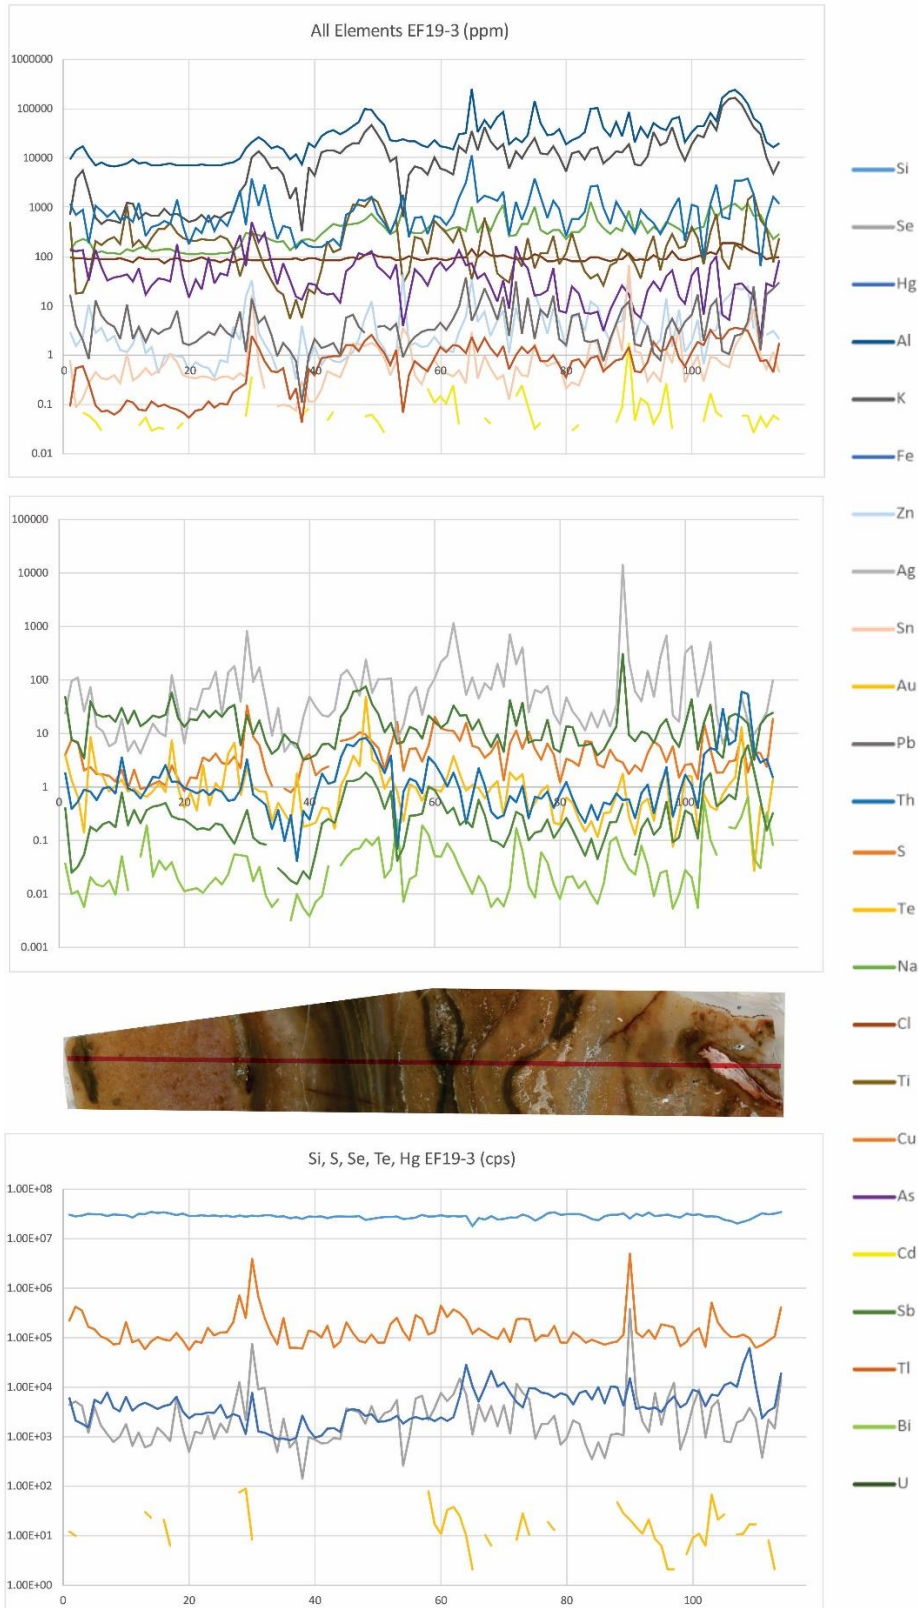 All Elements EF19-3 (ppm)
1000000
100000
10000
1000
100
10
1
0 20 40 60 80 100
0.1
0.01
100000
10000
1000
100
10
1
0 20 40 60 80 100
0.1
0.01
0.001
Si, S, Se, Te, Hg EF19-3 (cps)
1.00E+08
1.00E+07
1.00E+06
1.00E+05
1.00E+04
1.00E+03
1.00E+02
1.00E+01
1.00E+00
0 20 40 60 80 100
Si
Se
Hg
Al
K
Fe
Zn
Ag
Sn
Au
Pb
Th
S
Te
Na
Cl
Ti
Cu
As
Cd
Sb
Tl
Bi
U